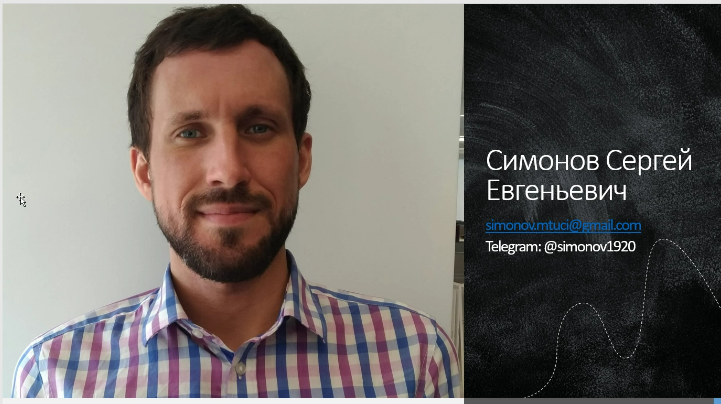 Симонов Сергей
Евгеньевич
simonov.mtuci@gmail.com
Telegram: @simonov1920